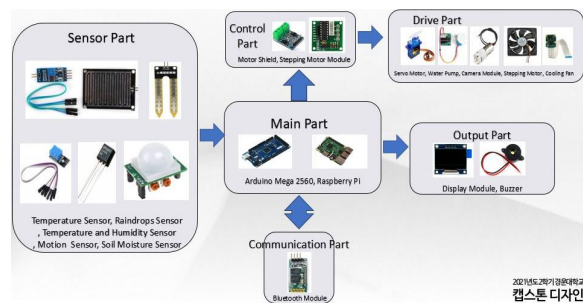 Sensor Part
Temperature Sensor, Raindrops Sensor
, Temperature and Humidity Sensor
, Motion Sensor, Soil Moisture Sensor
Control
Part
Motor Shield, Stepping Motor Module
Drive Part
Servo Motor, Water Pump, Camera Module, Stepping Motor, Cooling Fan
Main Part
Arduino Mega 2560, Raspberry Pi
Output Part
Display Module, Buzzer
Communication Part
Bluetooth Module
2021년도 2학기 경운대학교
캡스톤 디자인